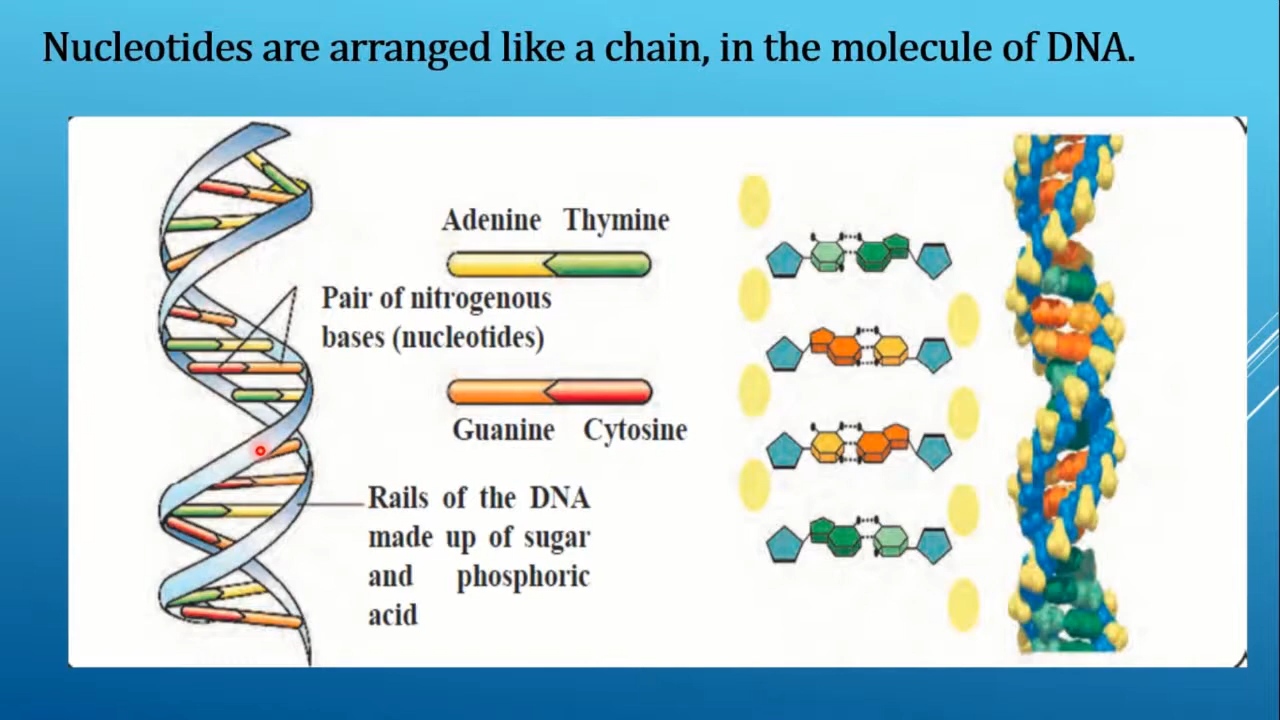 Nucleotides are arranged like a chain, in the molecule of DNA.
Adenine Thymine
Pair of nitrogenous
bases (nucleotides)
Guanine Cytosine
Rails of the DNA
made up of sugar
and phosphoric
acid